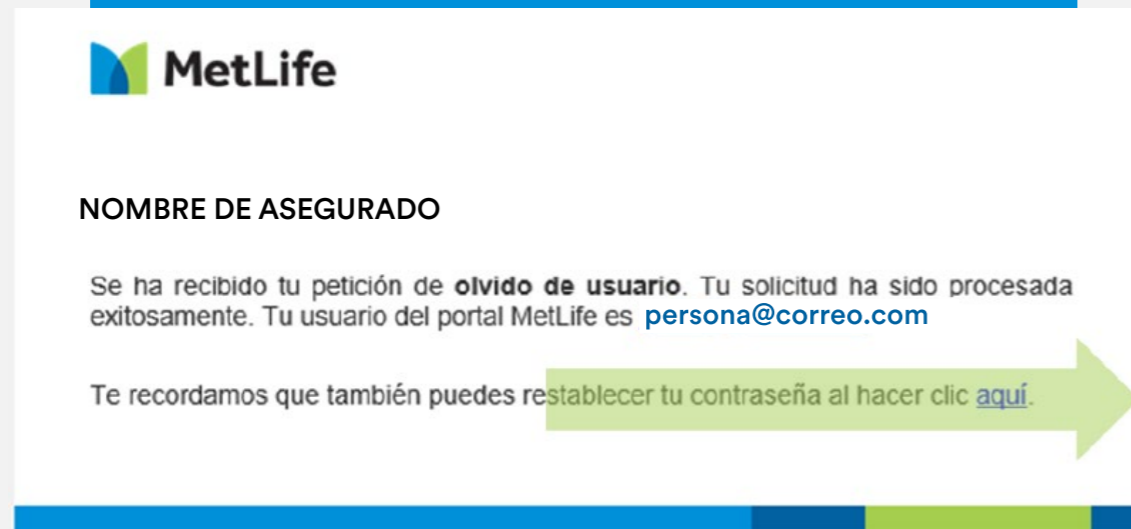 MetLife
NOMBRE DE ASEGURADO
Se ha recibido tu petición de olvido de usuario. Tu solicitud ha sido procesada
exitosamente. Tu usuario del portal MetLife es persona@correo.com
Te recordamos que también puedes restablecer tu contraseña al hacer clic aquí.